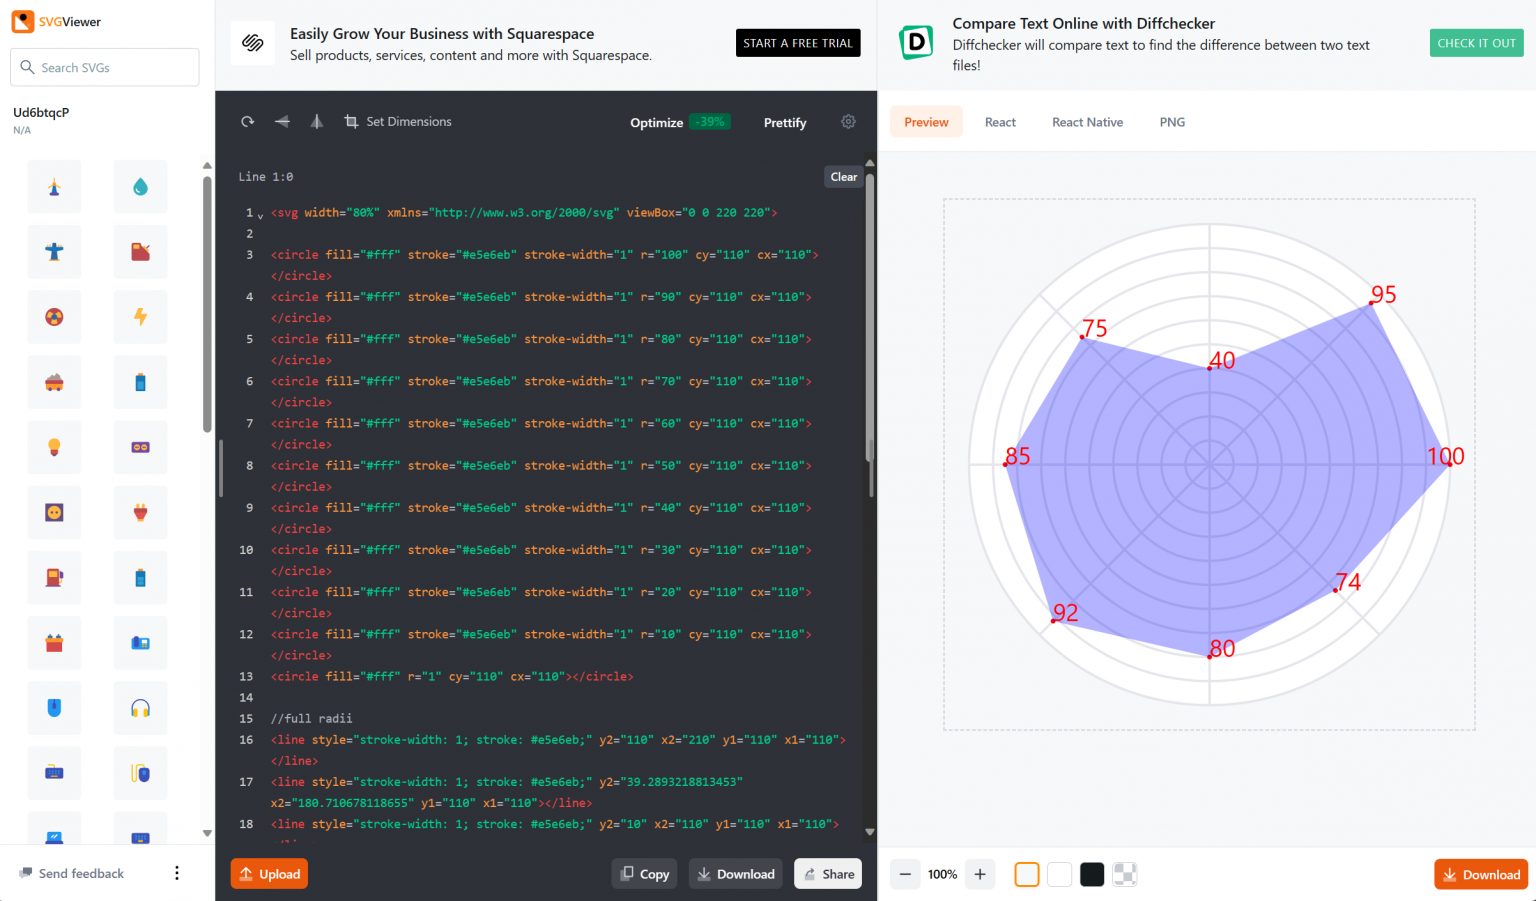 SVGViewer
Search SVGs
Ud6btqcP
N/A
Send feedback
Easily Grow Your Business with Squarespace
Sell products, services, content and more with Squarespace.
START A FREE TRIAL
D
Compare Text Online with Diffchecker
Diffchecker will compare text to find the difference between two text
files!
CHECK IT OUT
Set Dimensions
Optimize -39%
Prettify
Line 1:0
Clear
1 <svg width="80%" xmlns="http://www.w3.org/2000/svg" viewBox="0 0 220 220">
2
3 <circle fill="#fff" stroke="#e5e6eb" stroke-width="1" r="100" cy="110" cx="110">
</circle>
4 <circle fill="#fff" stroke="#e5e6eb" stroke-width="1" r="90" cy="110" cx="110">
</circle>
5 <circle fill="#fff" stroke="#e5e6eb" stroke-width="1" r="80" cy="110" cx="110">
</circle>
6 <circle fill="#fff" stroke="#e5e6eb" stroke-width="1" r="70" cy="110" cx="110">
</circle>
7 <circle fill="#fff" stroke="#e5e6eb" stroke-width="1" r="60" cy="110" cx="110">
</circle>
8 <circle fill="#fff" stroke="#e5e6eb" stroke-width="1" r="50" cy="110" cx="110">
</circle>
9 <circle fill="#fff" stroke="#e5e6eb" stroke-width="1" r="40" cy="110" cx="110">
</circle>
10 <circle fill="#fff" stroke="#e5e6eb" stroke-width="1" r="30" cy="110" cx="110">
</circle>
11 <circle fill="#fff" stroke="#e5e6eb" stroke-width="1" r="20" cy="110" cx="110">
</circle>
12 <circle fill="#fff" stroke="#e5e6eb" stroke-width="1" r="10" cy="110" cx="110">
</circle>
13 <circle fill="#fff" r="1" cy="110" cx="110"></circle>
14
15 //full radii
16 <line style="stroke-width: 1; stroke: #e5e6eb;" y2="110" x2="210" y1="110" x1="110">
</line>
17 <line style="stroke-width: 1; stroke: #e5e6eb;" y2="39.2893218813453"
x2="180.710678118655" y1="110" x1="110"></line>
18 <line style="stroke-width: 1; stroke: #e5e6eb;" y2="10" x2="110" y1="110" x1="110">
Upload
Copy
Download
Share
Preview
React
React Native
PNG
95
75
40
85
100
74
92
80
100%
Download